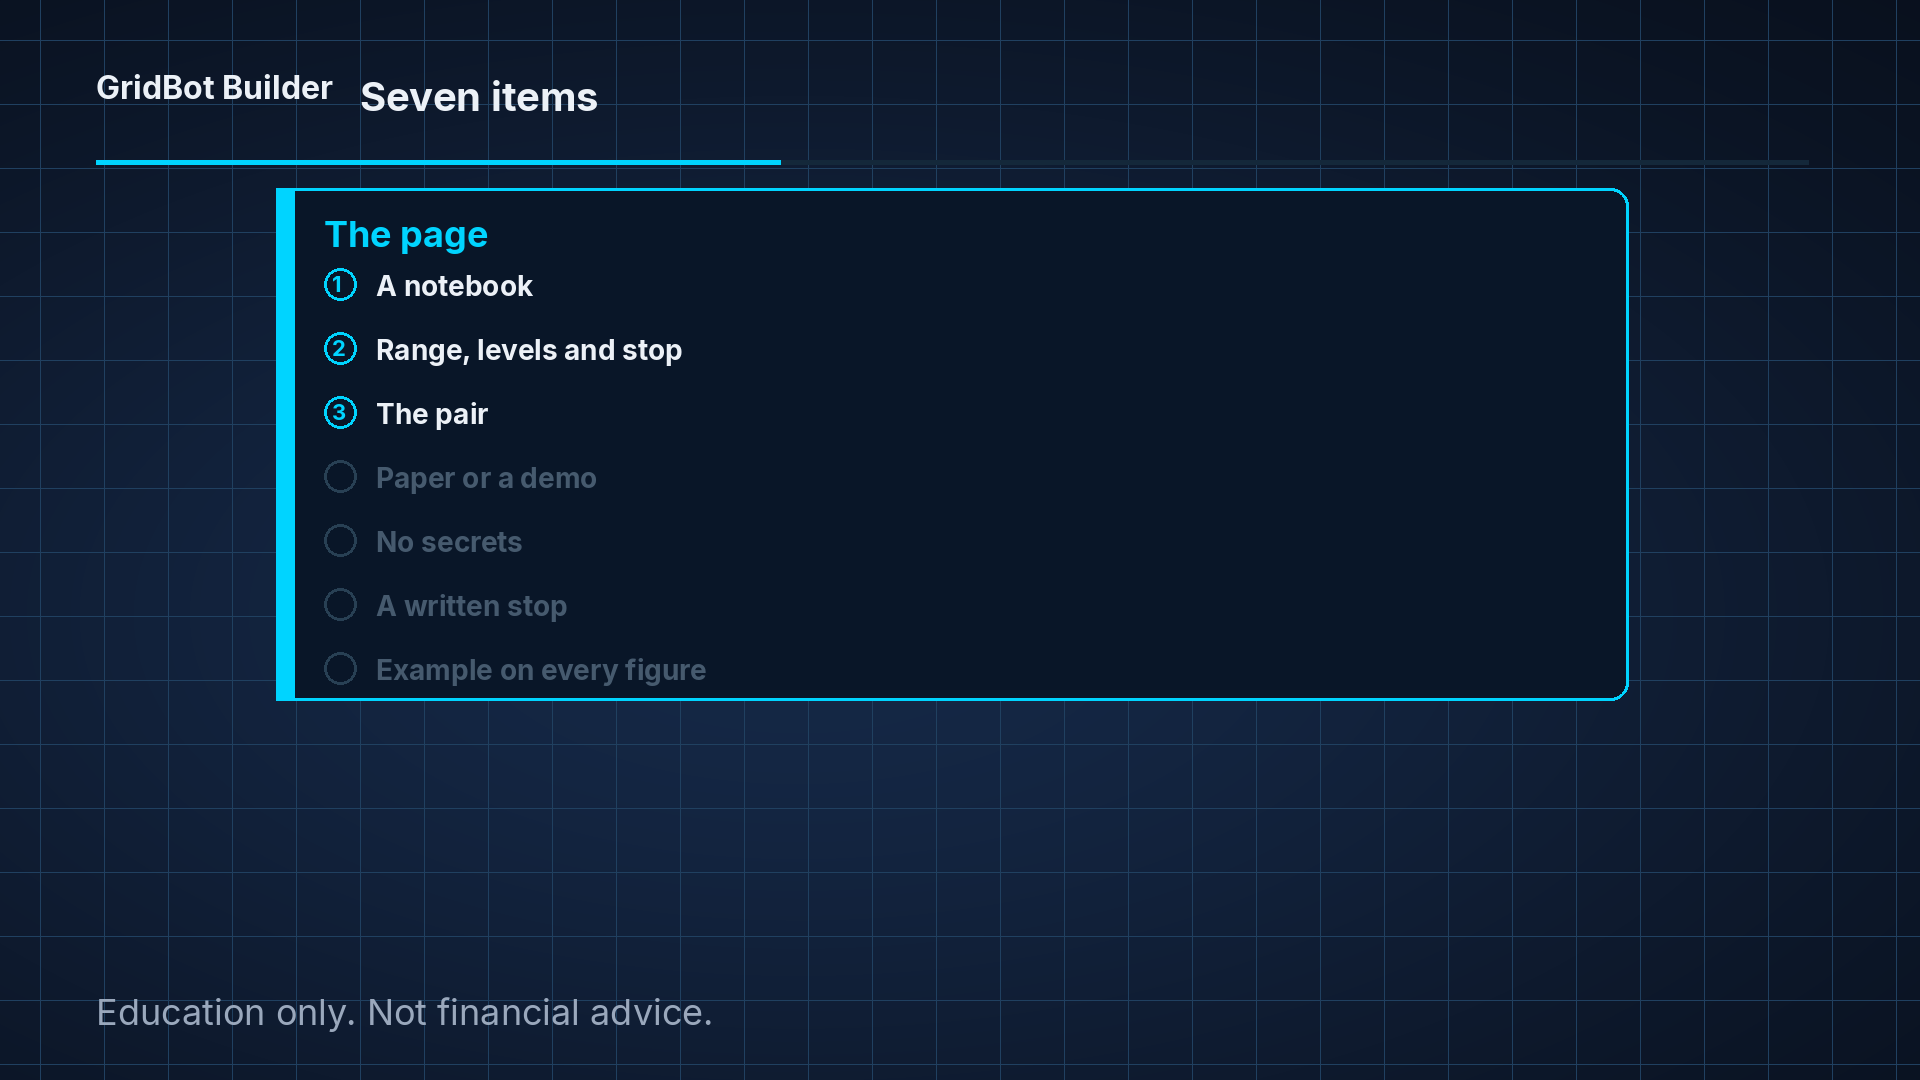 GridBot Builder
Seven items
The page
1 A notebook
2 Range, levels and stop
3 The pair
Paper or a demo
No secrets
A written stop
Example on every figure
Education only. Not financial advice.